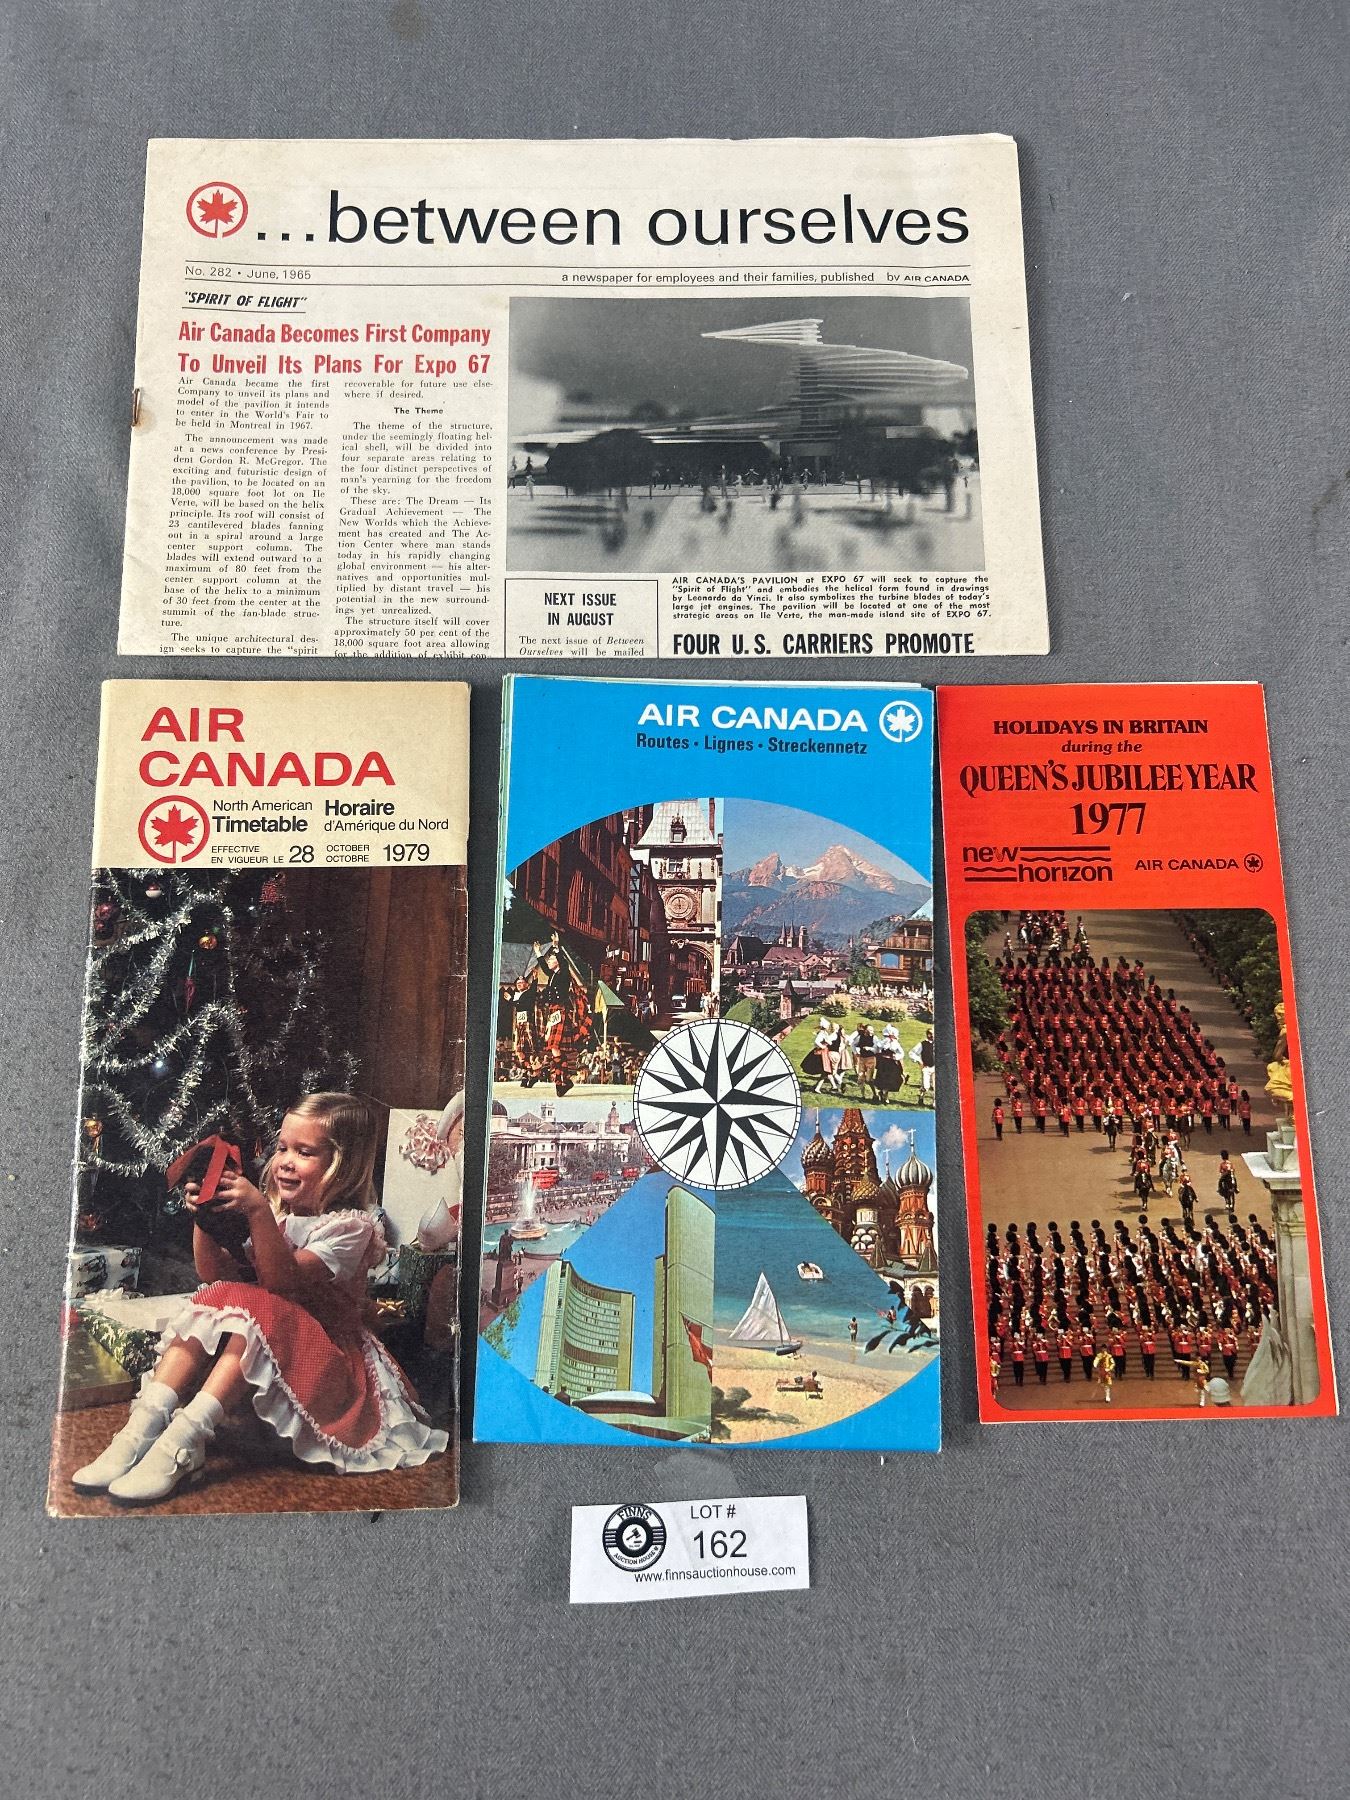 ...between ourselves
No. 282 • June, 1965
a newspaper for employees and their families, published by AIR CANADA
"SPIRIT OF FLIGHT"
Air Canada Becomes First Company
To Unveil Its Plans For Expo 67
Air Canada became the first
Company to unveil its plans and
model of the pavilion it intends
to enter in the World's Fair to
be held in Montreal in 1967.
The announcement was made
at a news conference by Presi-
dent Gordon R. McGregor. The
exciting and futuristic design of
the pavilion, to be located on an
18,000 square foot lot on Ile
Verte, will be based on the helix
principle. Its roof will consist of
23 cantilevered blades fanning
out in a spiral around a large
center support column. The
blades will extend outward to a
maximum of 80 feet from the
center support column at the
base of the helix to a minimum
of 30 feet from the center at the
summit of the fan-blade struc-
ture.
The unique architectural des-
ign seeks to capture the "spirit
recoverable for future use else-
where if desired.
The Theme
The theme of the structure,
under the seemingly floating hel-
ical shell, will be divided into
four separate areas relating to
the four distinct perspectives of
man's yearning for the freedom
of the sky.
These are: The Dream — Its
Gradual Achievement — The
New Worlds which the Achieve-
ment has created and The Ac-
tion Center where man stands
today in his rapidly changing
global environment — his alter-
natives and opportunities mul-
tiplied by distant travel — his
potential in the new surround-
ings yet unrealized.
The structure itself will cover
approximately 50 per cent of the
18,000 square foot area allowing
for the addition of exhibit con-
NEXT ISSUE
IN AUGUST
The next issue of Between
Ourselves will be mailed
AIR CANADA'S PAVILION at EXPO 67 will seek to capture the
"Spirit of Flight" and embodies the helical form found in drawings
by Leonardo da Vinci. It also symbolizes the turbine blades of today's
large jet engines. The pavilion will be located at one of the most
strategic areas on Ile Verte, the man-made island site of EXPO 67.
FOUR U.S. CARRIERS PROMOTE
AIR
CANADA
North American
Timetable
Horaire
d'Amérique du Nord
EFFECTIVE
EN VIGUEUR LE 28 OCTOBER
OCTOBRE 1979
AIR CANADA
Routes • Lignes • Streckennetz
HOLIDAYS IN BRITAIN
during the
QUEEN'S JUBILEE YEAR
1977
new
horizon
AIR CANADA
FINNS
AUCTION HOUSE
LOT #
162
www.finnsauctionhouse.com